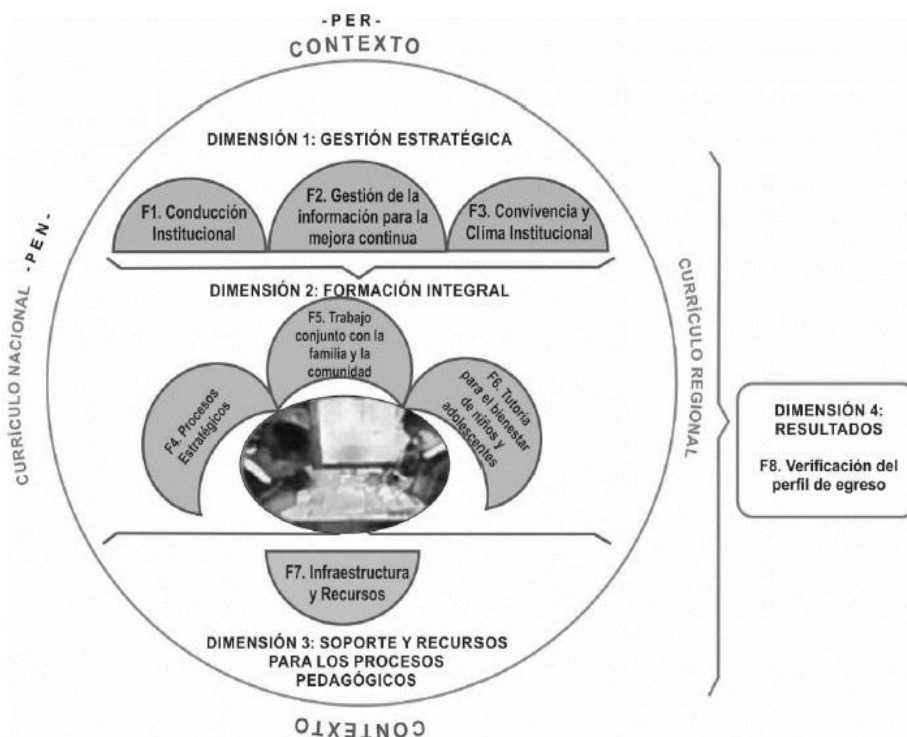 -PER-
CONTEXTO
DIMENSIÓN 1: GESTIÓN ESTRATÉGICA
F1. Conducción
Institucional
F2. Gestión de la
información para la
mejora continua
F3. Convivencia y
Clima Institucional
CURRÍCULO NACIONAL -PEN-
DIMENSIÓN 2: FORMACIÓN INTEGRAL
F4. Procesos
Estratégicos
F5. Trabajo
conjunto con la
familia y la
comunidad
F6. Tutoria
para el bienestar
de niños y
adolescentes
CURRÍCULO REGIONAL
F7. Infraestructura
y Recursos
DIMENSIÓN 3: SOPORTE Y RECURSOS
PARA LOS PROCESOS
PEDAGÓGICOS
CONTEXTO
DIMENSIÓN 4:
RESULTADOS
F8. Verificación del
perfil de egreso